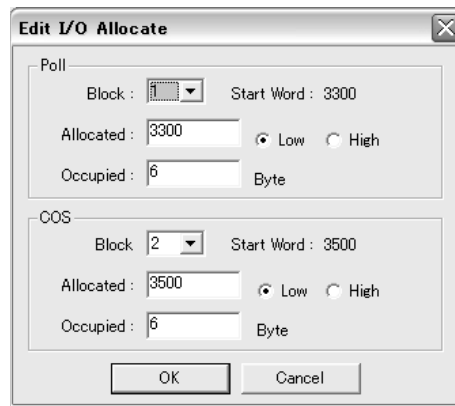 Edit I/O Allocate
Poll
Block : 1 Start Word : 3300
Allocated : 3300 Low High
Occupied : 6 Byte
COS
Block 2 Start Word : 3500
Allocated : 3500 Low High
Occupied : 6 Byte
OK Cancel